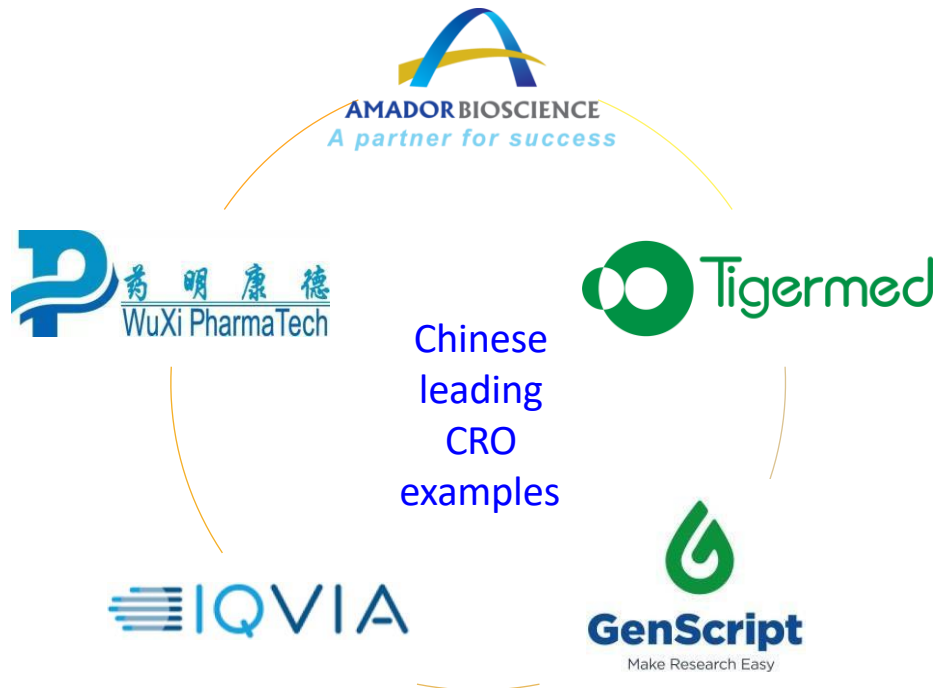 AMADOR BIOSCIENCE
A partner for success
药明康德
WuXi PharmaTech
Tigermed
Chinese
leading
CRO
examples
IQVIA
GenScript
Make Research Easy